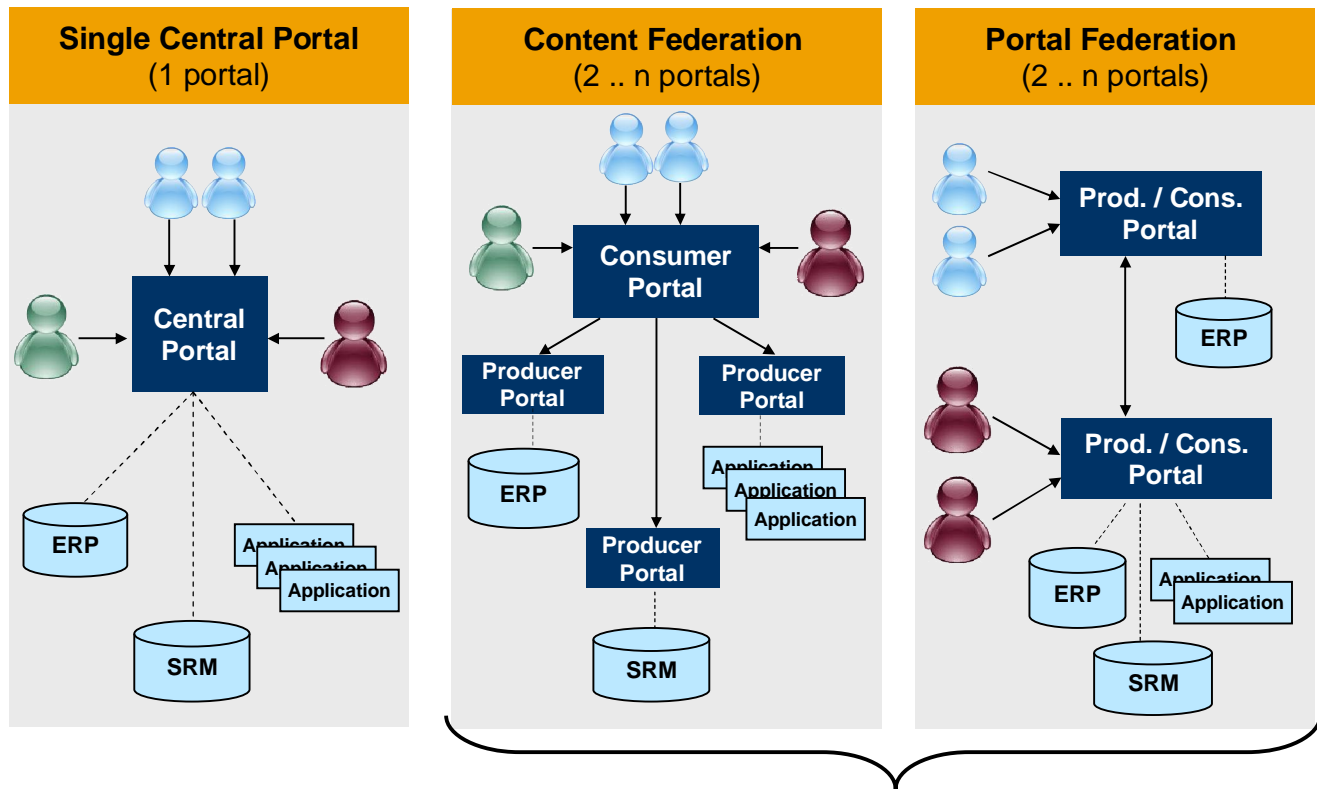 Single Central Portal
(1 portal)
Central
Portal
ERP
Application
Application
Application
SRM
Content Federation
(2 .. n portals)
Consumer
Portal
Producer
Portal
Producer
Portal
ERP
Application
Application
Application
Producer
Portal
SRM
Portal Federation
(2 .. n portals)
Prod. / Cons.
Portal
ERP
Prod. / Cons.
Portal
ERP
Application
Application
SRM